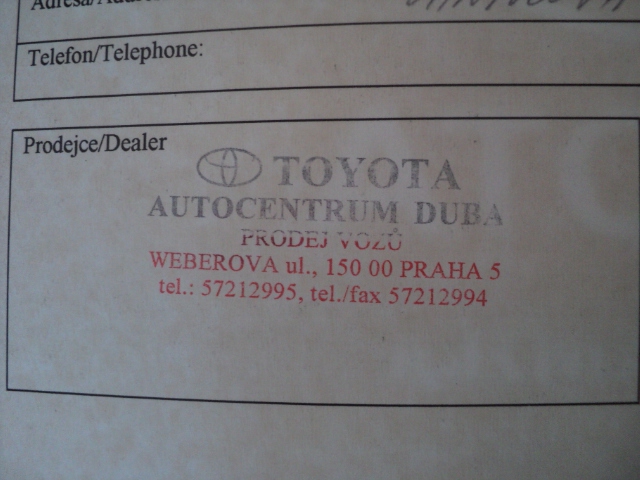 Adresa/
Telefon/Telephone:
Prodejce/Dealer
TOYOTA
AUTOCENTRUM DUBA
PRODEJ VOZŮ
WEBEROVA ul., 150 00 PRAHA 5
tel.: 57212995, tel./fax 57212994